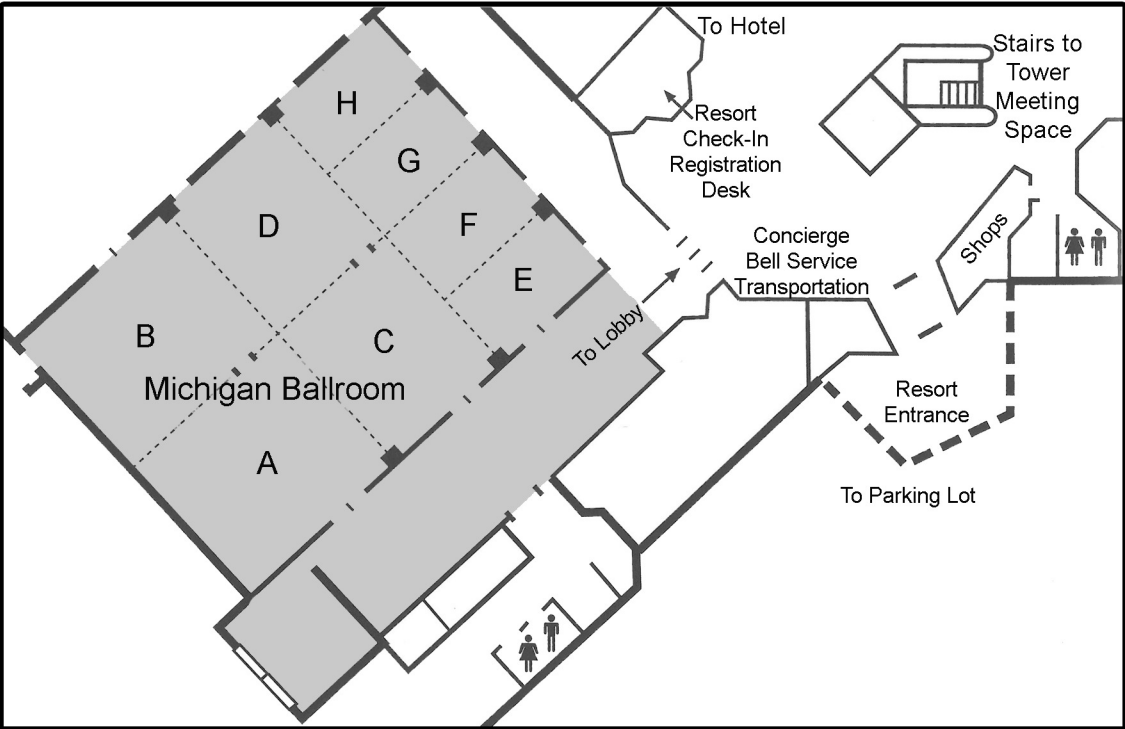 To Hotel
Stairs to
Tower
Meeting
Space
H
Resort
Check-In
Registration
Desk
G
D
F
Shops
Concierge
Bell Service
Transportation
E
B
C
To Lobby
Michigan Ballroom
Resort
Entrance
A
To Parking Lot